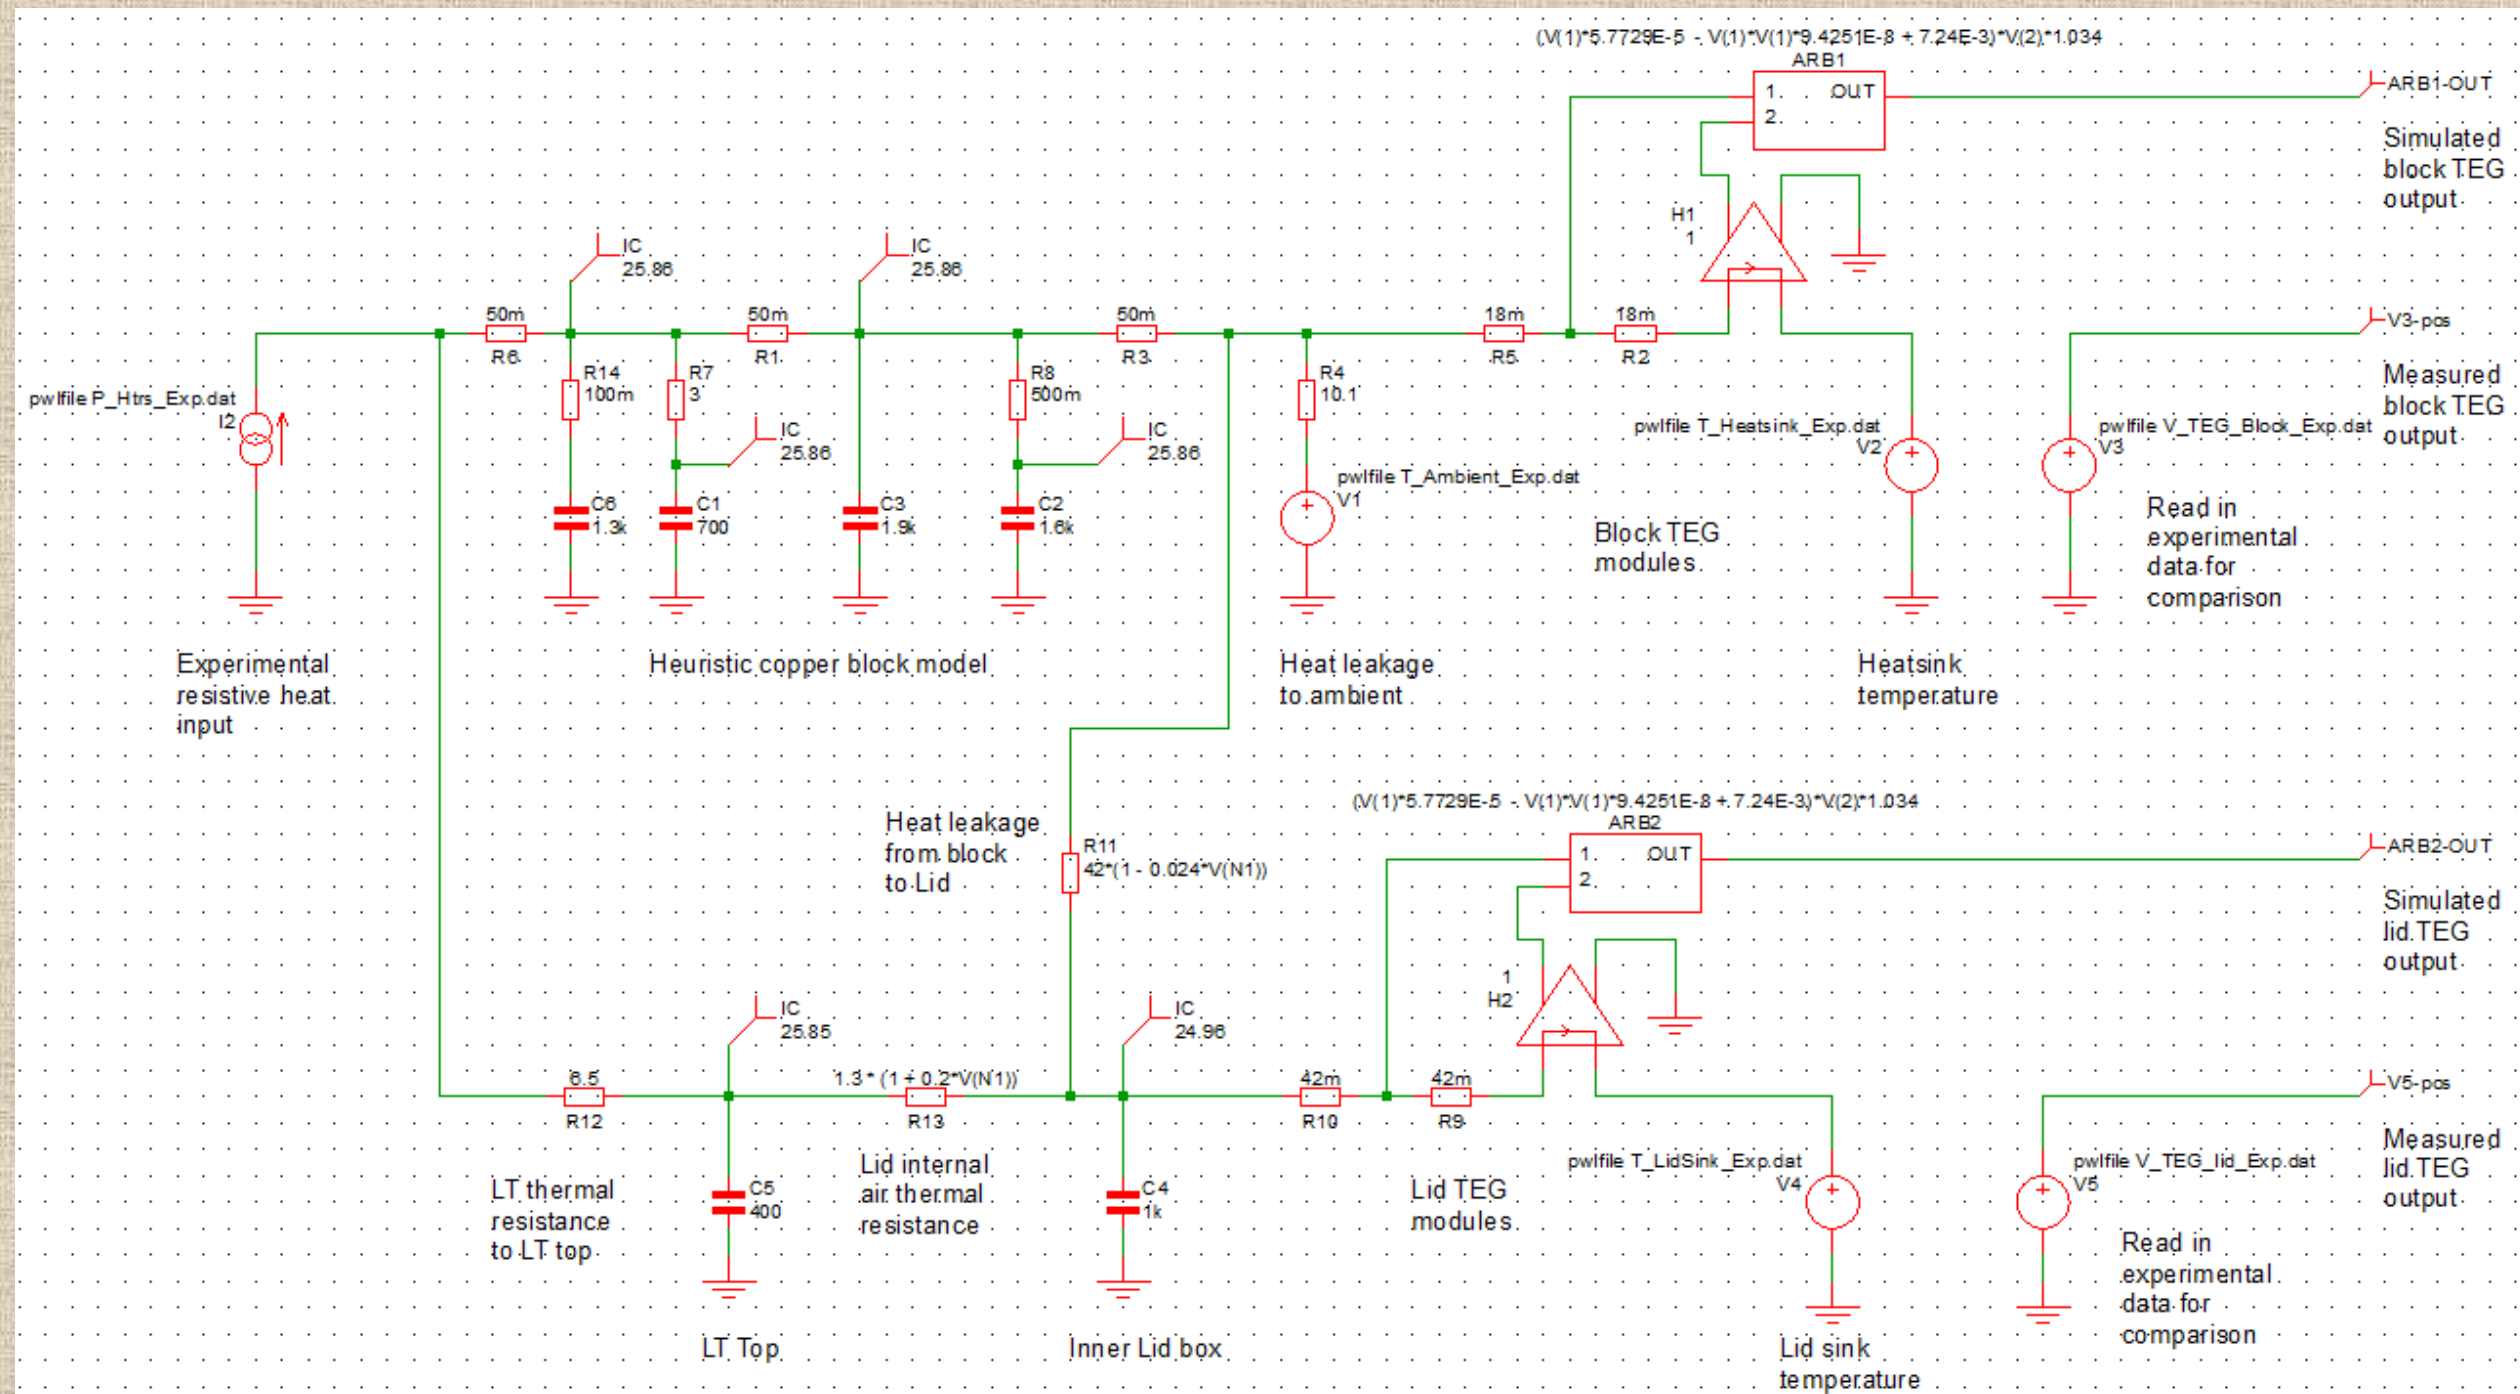 (V(1)*5.7729E-5 - V(1)*V(1)*9.4251E-8 + 7.24E-3)*V(2)*1.034
ARB1
1
OUT
2
ARB1-OUT
Simulated
block TEG
output
H1
1
IC
25.86
IC
25.86
50m
R6
50m
R1
50m
R3
18m
R5
18m
R2
V3-pos
Measured
block TEG
output
pwlfile P_Htrs_Exp.dat
I2
R14
100m
R7
3
IC
25.86
R8
500m
IC
25.86
R4
10.1
pwlfile T_Ambient_Exp.dat
V1
pwlfile T_Heatsink_Exp.dat
V2
pwlfile V_TEG_Block_Exp.dat
V3
C6
1.3k
C1
700
C3
1.9k
C2
1.6k
Block TEG
modules
Read in
experimental
data for
comparison
Experimental
resistive heat
input
Heuristic copper block model
Heat leakage
to ambient
Heatsink
temperature
Heat leakage
from block
to Lid
R11
42*(1 - 0.024*V(N1))
(V(1)*5.7729E-5 - V(1)*V(1)*9.4251E-8 + 7.24E-3)*V(2)*1.034
ARB2
1
OUT
2
ARB2-OUT
Simulated
lid TEG
output
1
H2
IC
25.85
IC
24.96
6.5
R12
1.3* (1 + 0.2*V(N1))
R13
42m
R10
42m
R9
V5-pos
Measured
lid TEG
output
LT thermal
resistance
to LT top
C5
400
Lid internal
air thermal
resistance
C4
1k
Lid TEG
modules
pwlfile T_LidSink_Exp.dat
V4
pwlfile V_TEG_lid_Exp.dat
V5
Read in
experimental
data for
comparison
LT Top
Inner Lid box
Lid sink
temperature